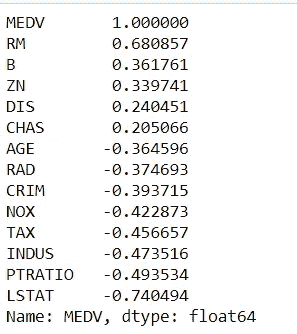 MEDV 1.000000
RM 0.680857
B 0.361761
ZN 0.339741
DIS 0.240451
CHAS 0.205066
AGE -0.364596
RAD -0.374693
CRIM -0.393715
NOX -0.422873
TAX -0.456657
INDUS -0.473516
PTRATIO -0.493534
LSTAT -0.740494
Name: MEDV, dtype: float64